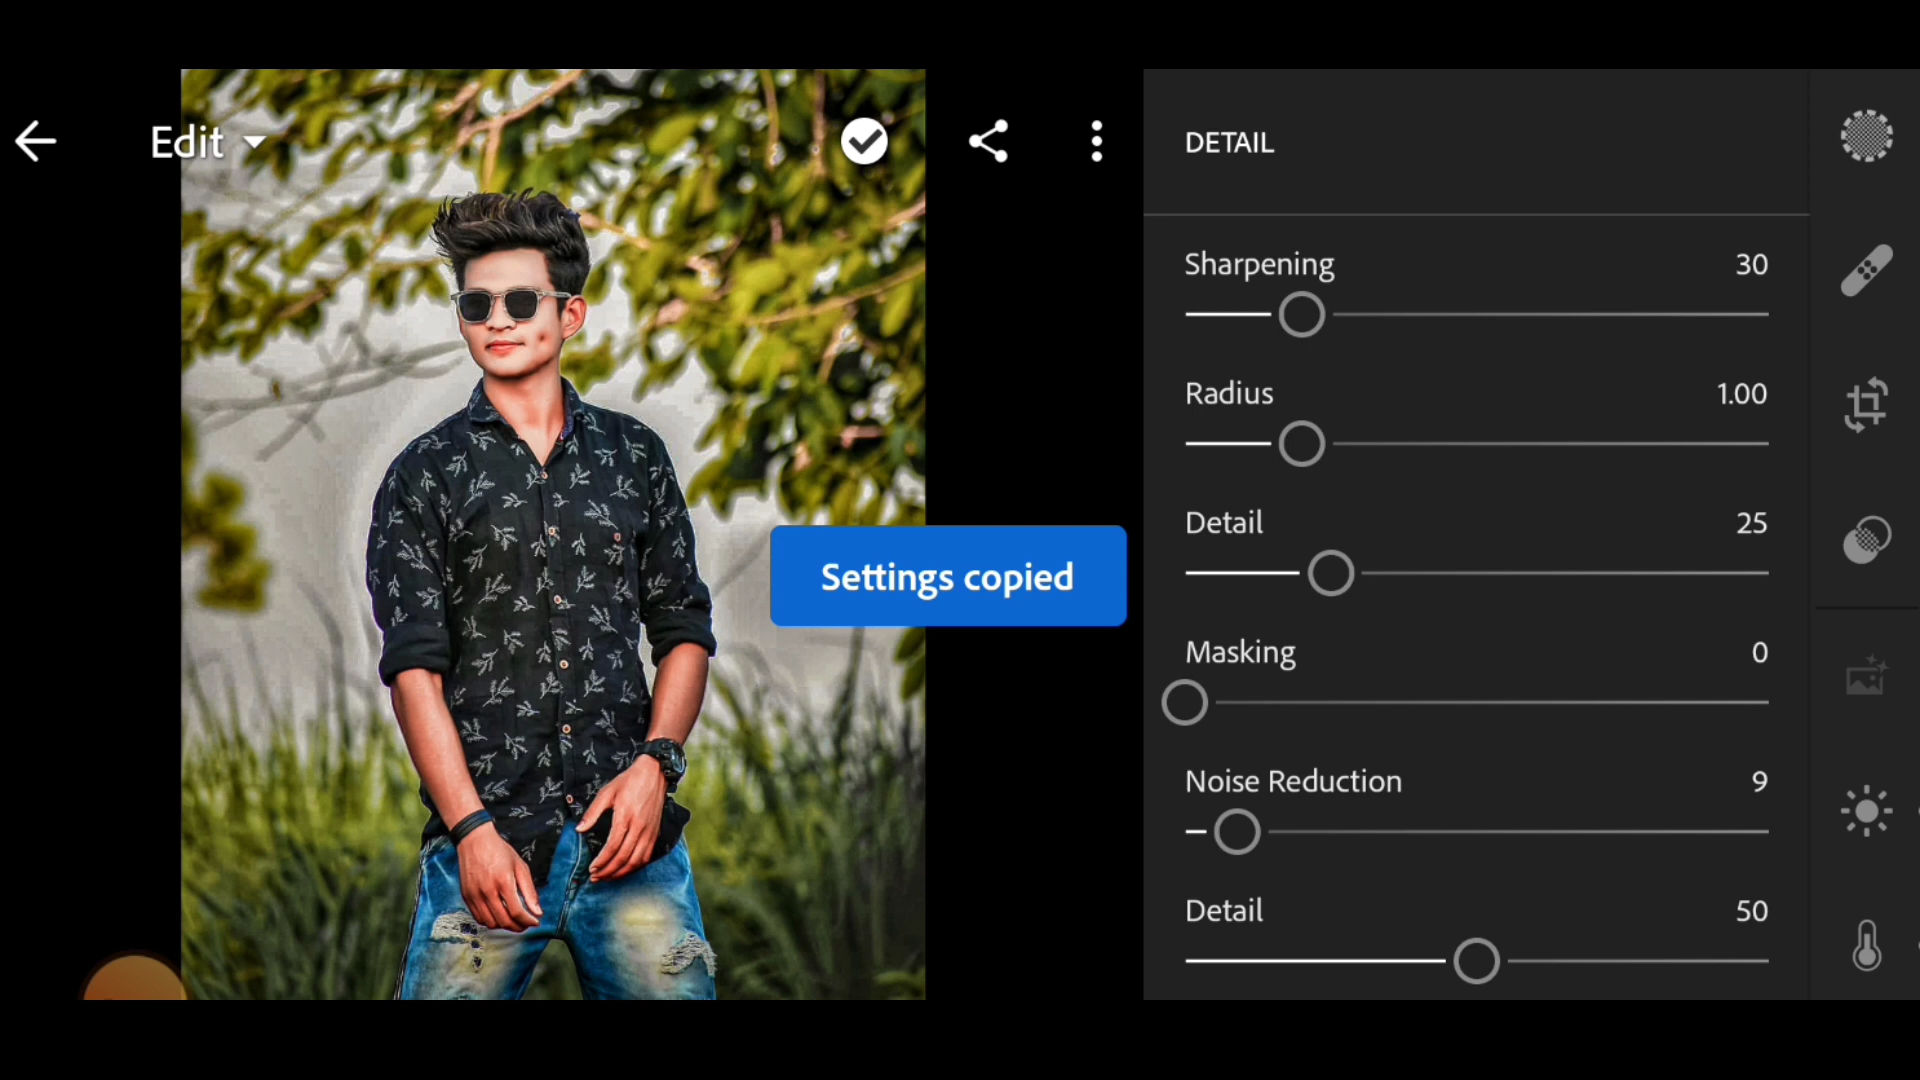 Edit
DETAIL
Sharpening 30
Radius 1.00
Detail 25
Settings copied
Masking 0
Noise Reduction 9
Detail 50